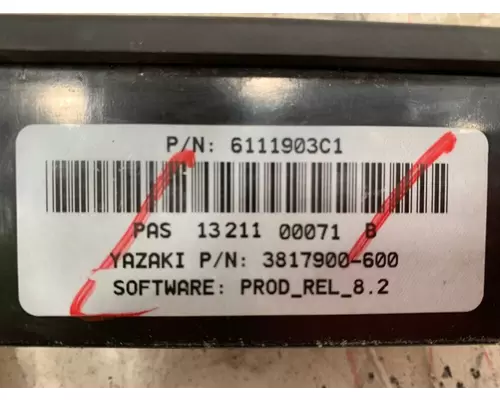 P/N: 6111903C1
PAS 13211 00071 B
YAZAKI P/N: 3817900-600
SOFTWARE: PROD_REL_8.2